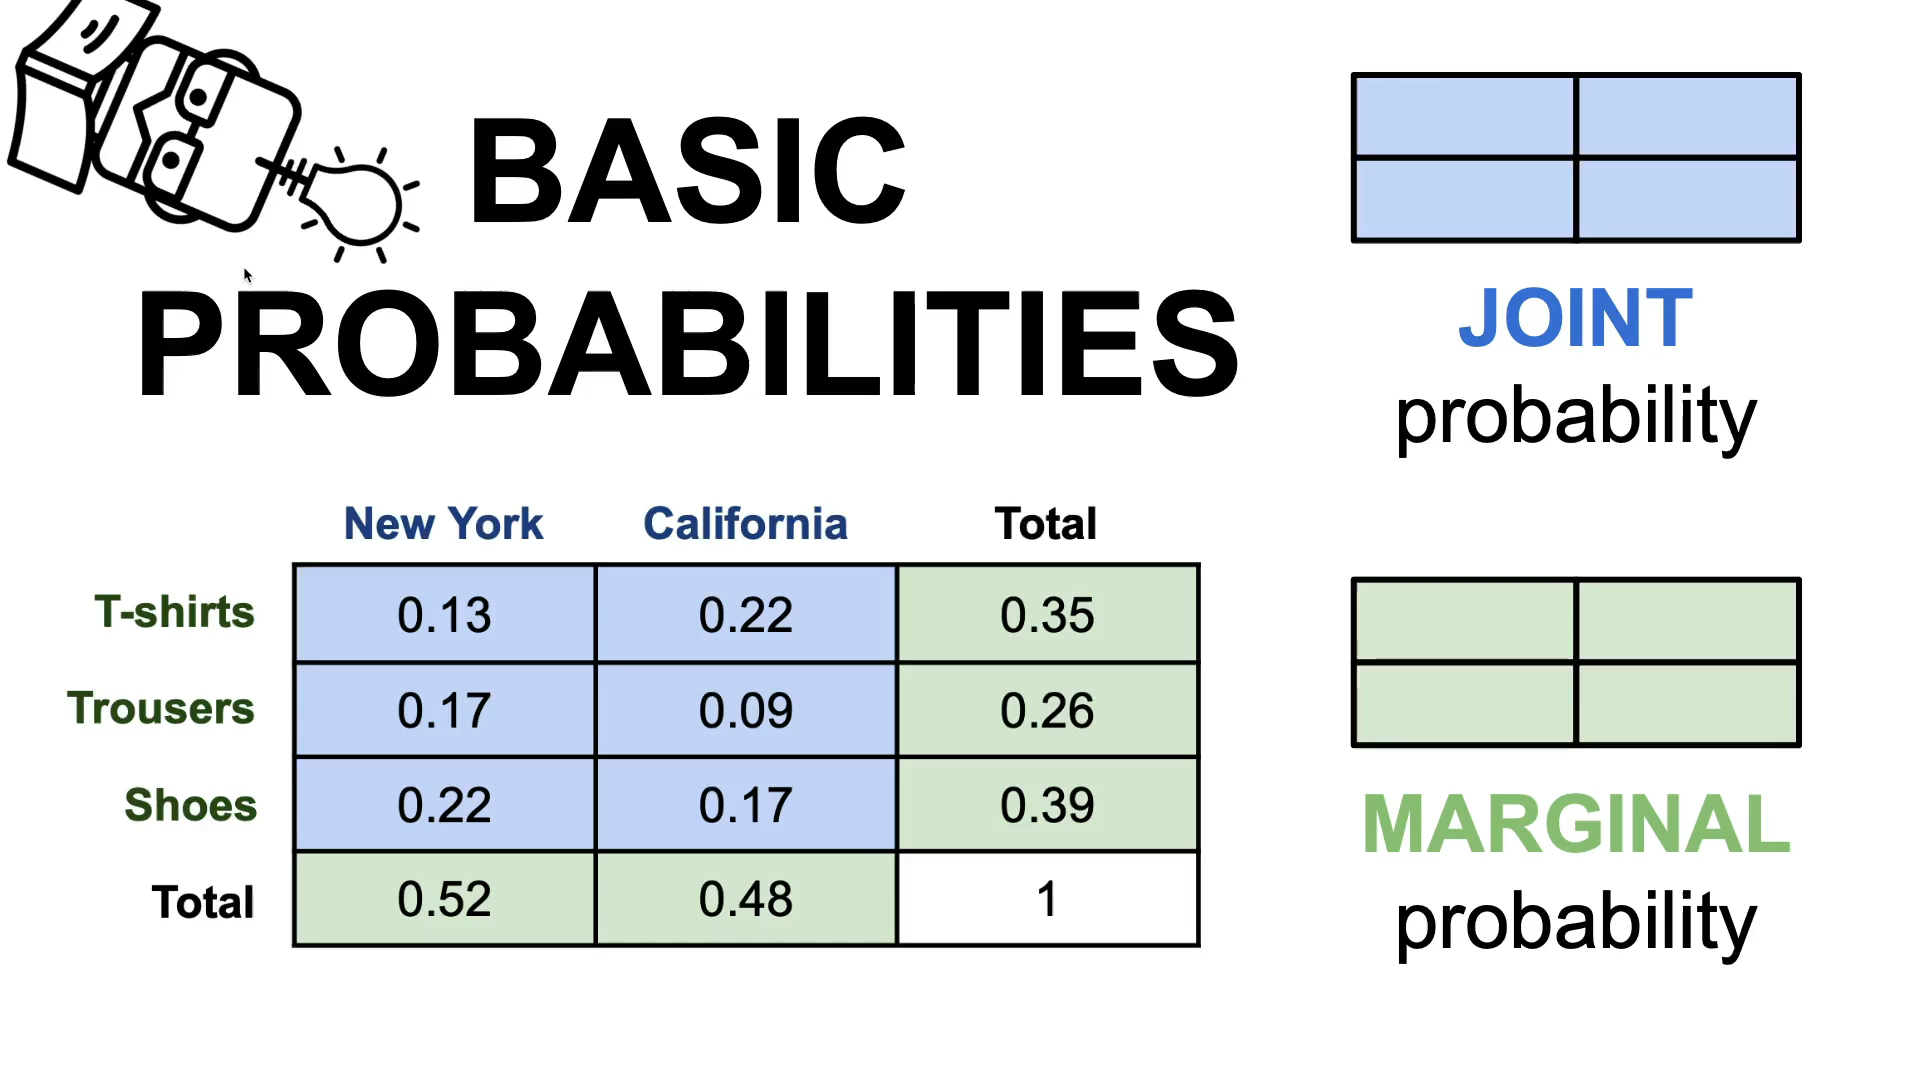 BASIC
PROBABILITIES
JOINT
probability
New York California Total
T-shirts 0.13 0.22 0.35
Trousers 0.17 0.09 0.26
Shoes 0.22 0.17 0.39
Total 0.52 0.48 1
MARGINAL
probability